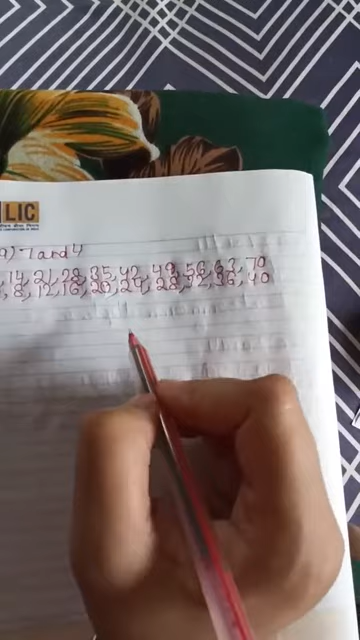 LIC
a) 7 and 4
, 14, 21, 28, 35, 42, 49, 56, 63, 70
, 8, 12, 16, 20, 24, 28, 32, 36, 40